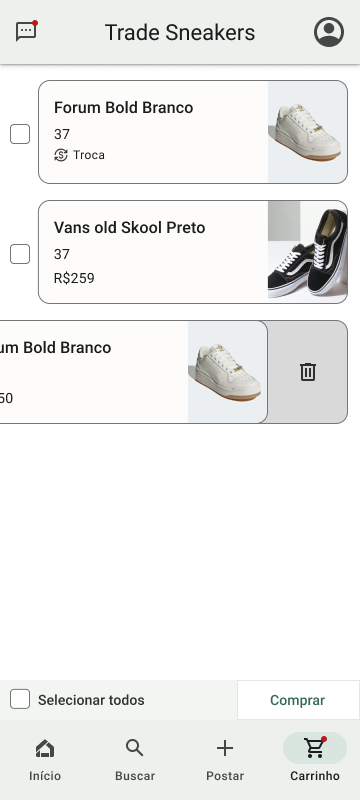 Trade Sneakers
Forum Bold Branco
37
Troca
Vans old Skool Preto
37
R$259
um Bold Branco
50
Selecionar todos
Comprar
Início
Buscar
Postar
Carrinho